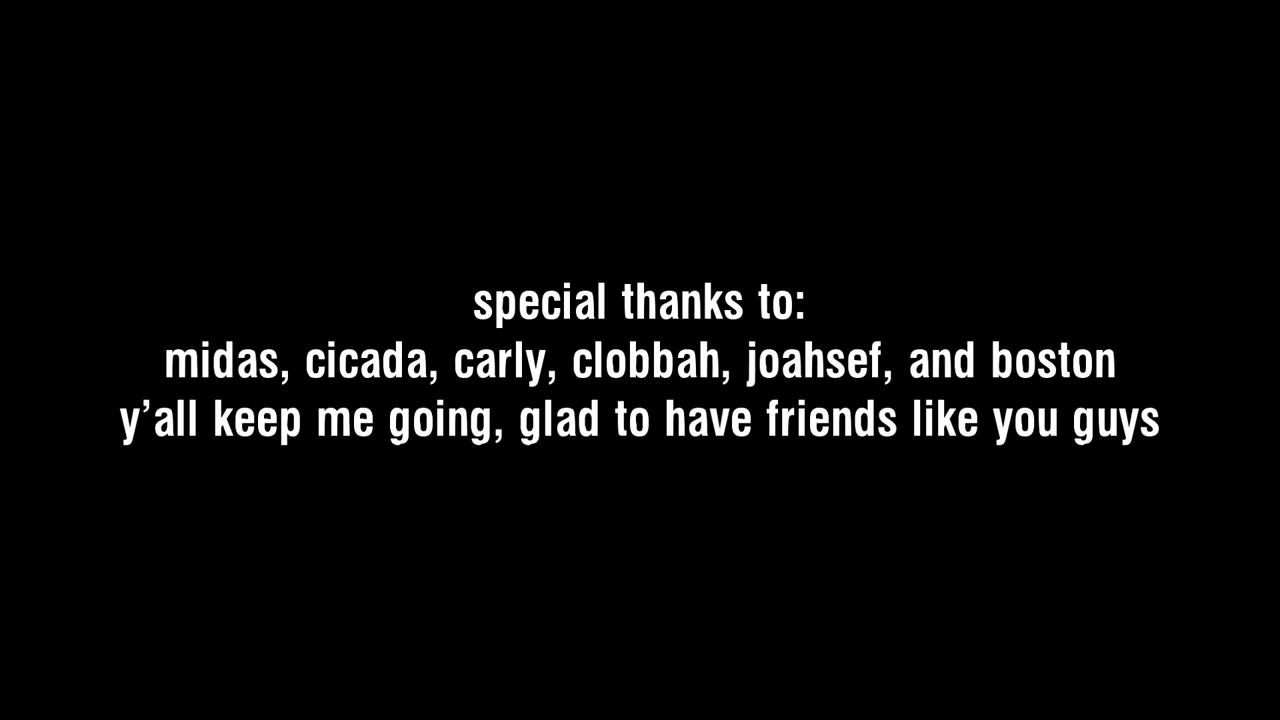 special thanks to:
midas, cicada, carly, clobbah, joahsef, and boston
y’all keep me going, glad to have friends like you guys